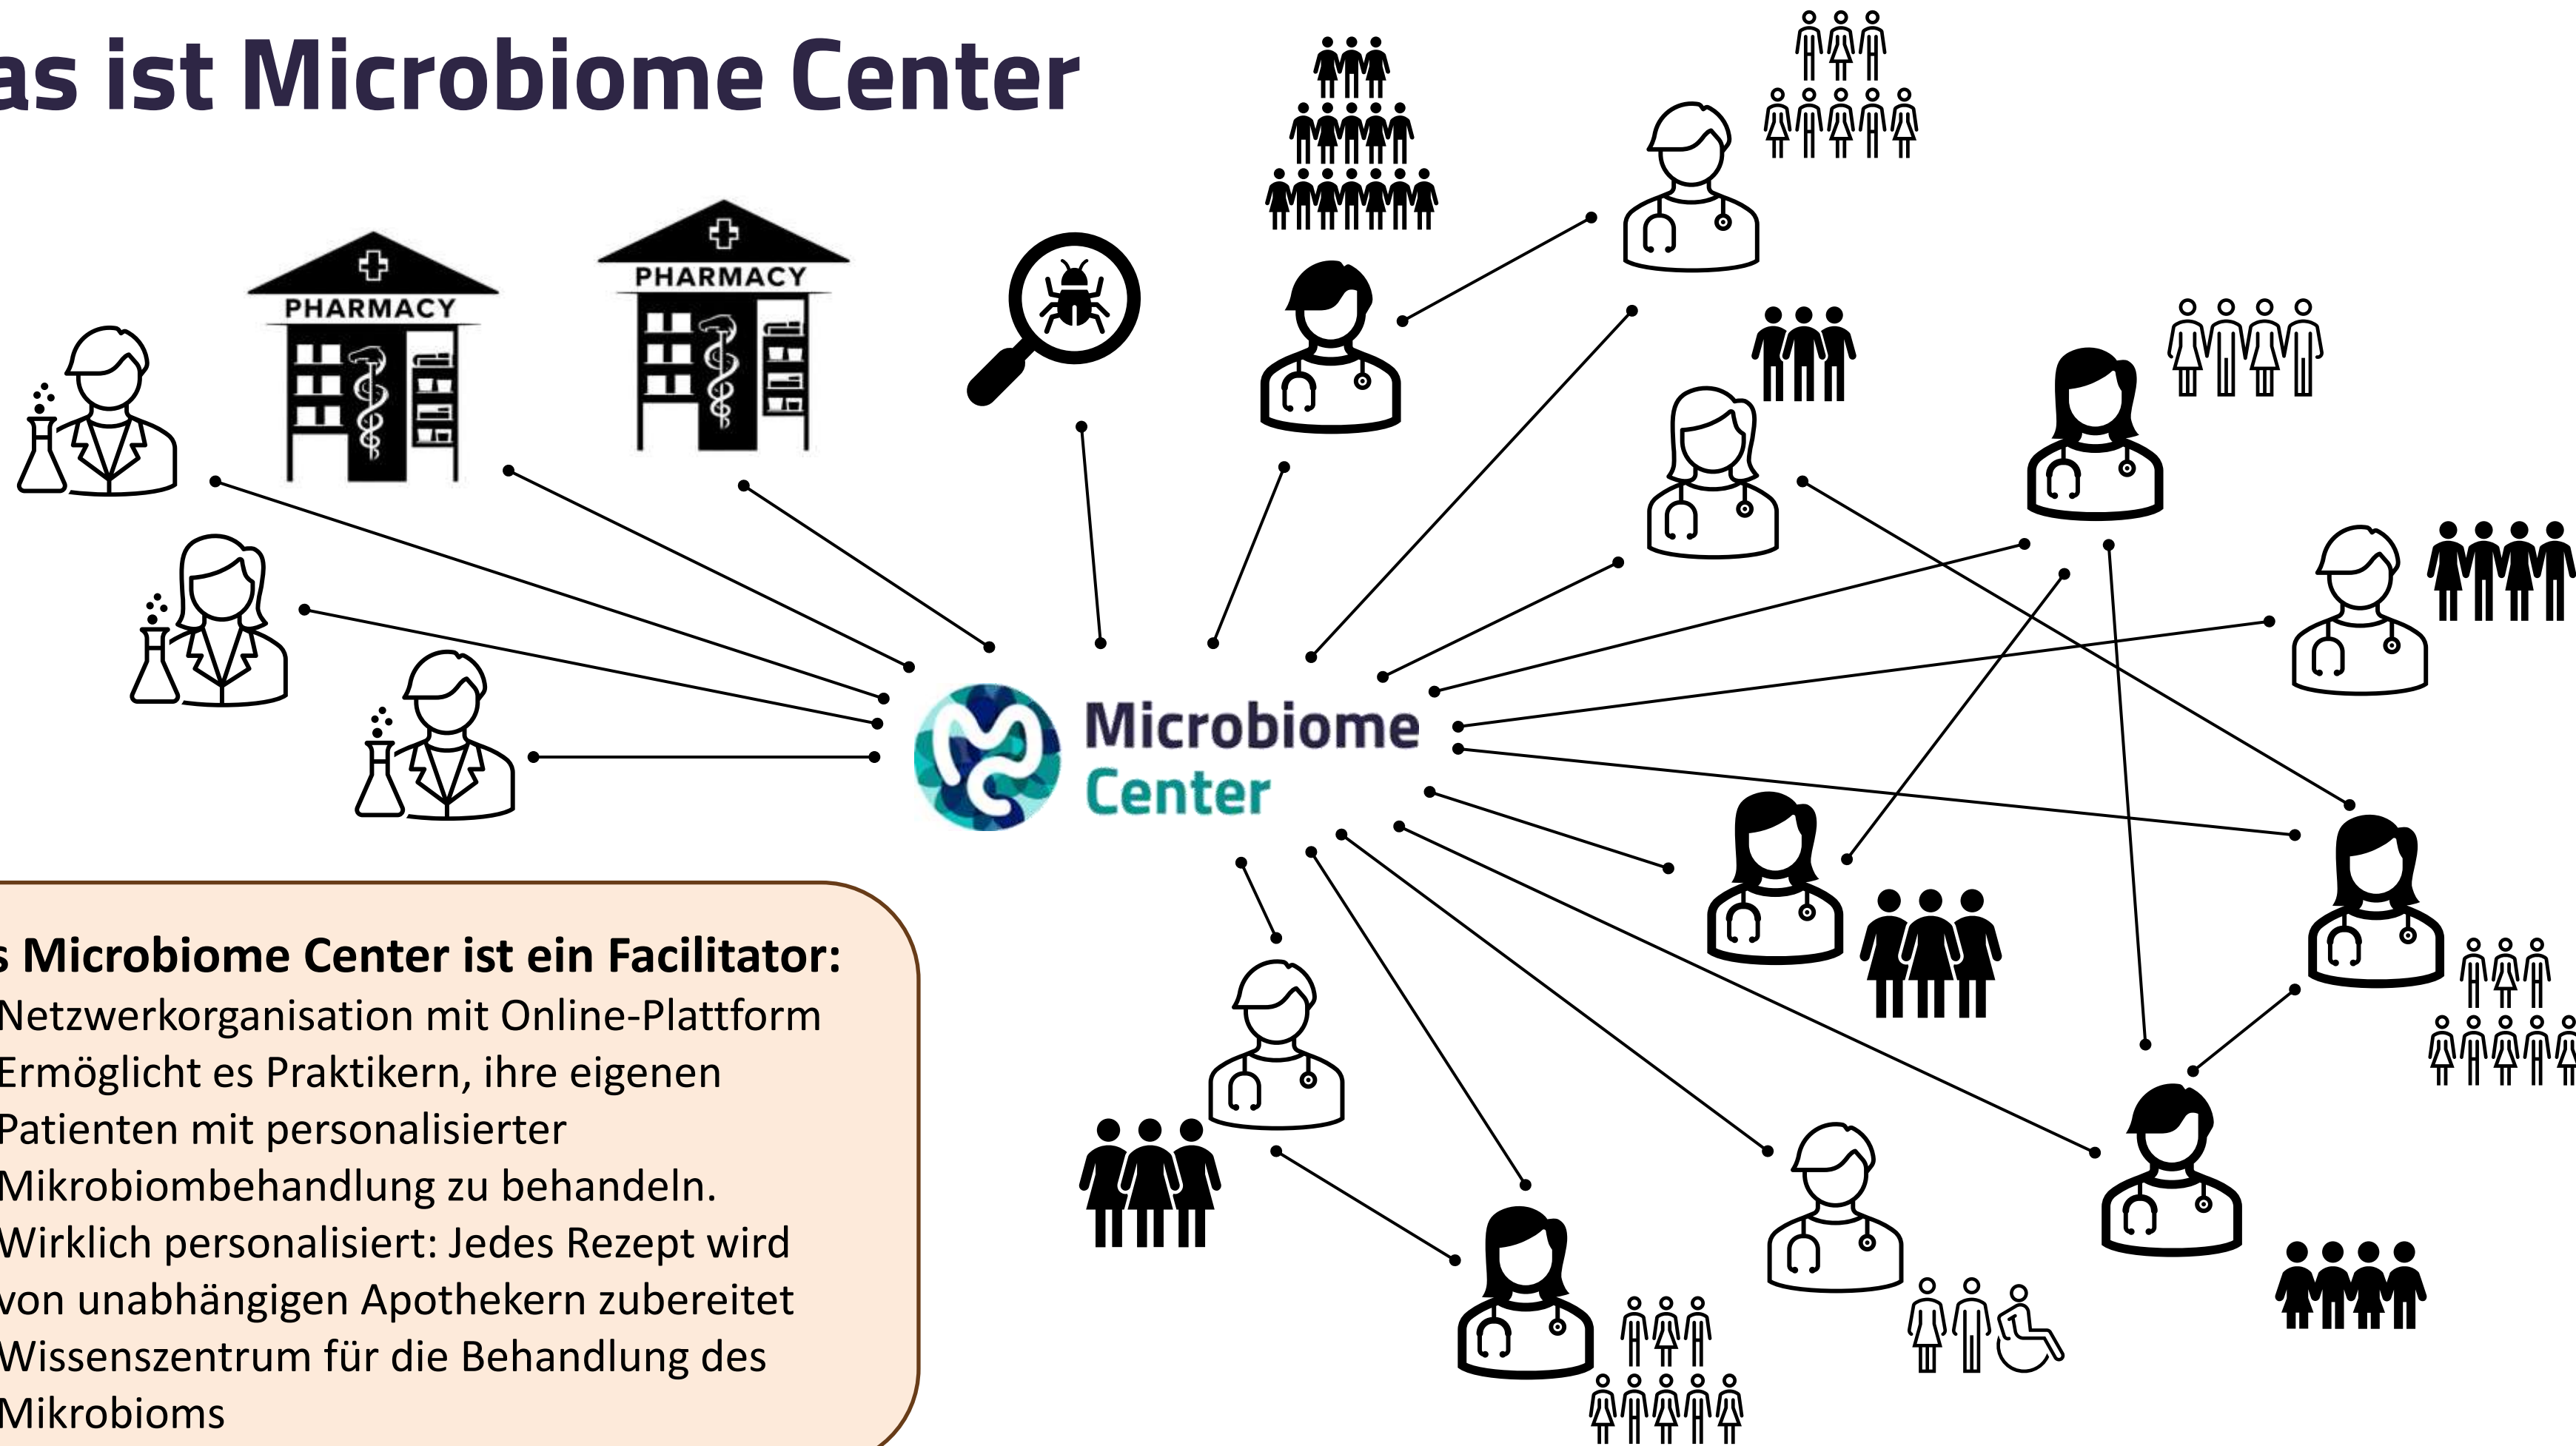 as ist Microbiome Center
PHARMACY
PHARMACY
Microbiome
Center
s Microbiome Center ist ein Facilitator:
Netzwerkorganisation mit Online-Plattform
Ermöglicht es Praktikern, ihre eigenen
Patienten mit personalisierter
Mikrobiombehandlung zu behandeln.
Wirklich personalisiert: Jedes Rezept wird
von unabhängigen Apothekern zubereitet
Wissenszentrum für die Behandlung des
Mikrobioms